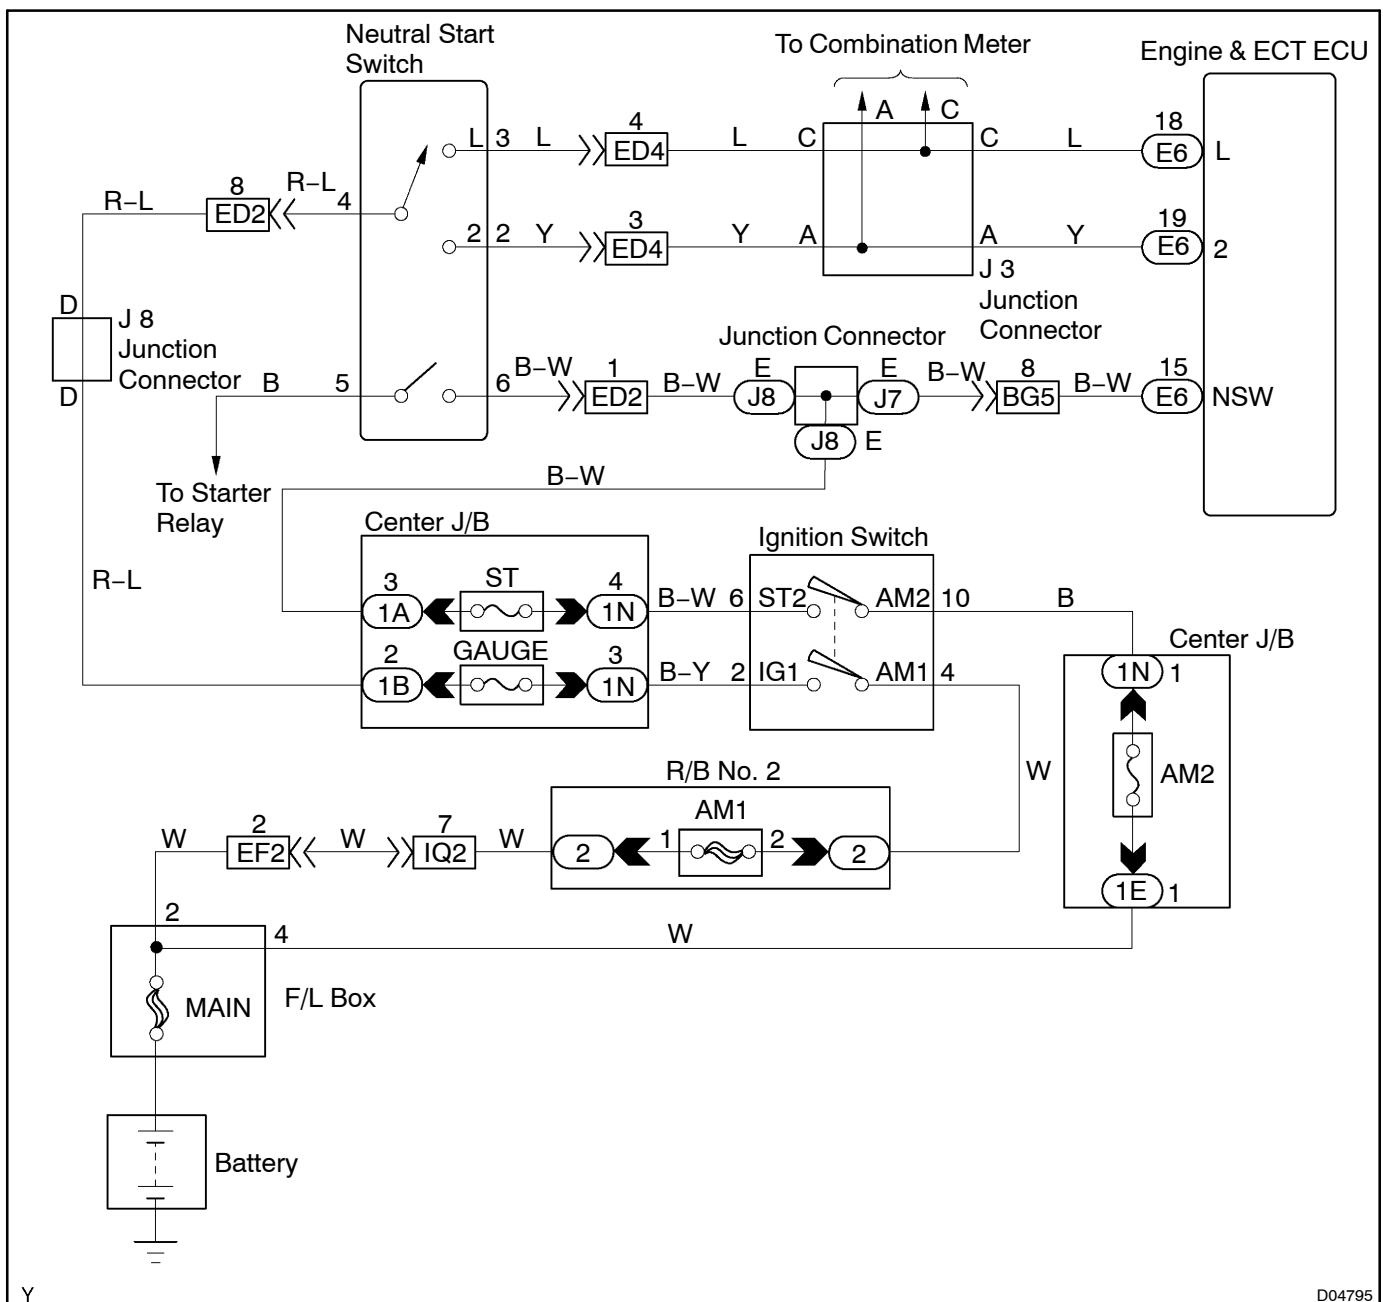 Neutral Start
Switch
To Combination Meter
Engine & ECT ECU
A C
L 3 L 4 ED4 L C C L 18 E6 L
R–L 8 ED2 R–L 4
2 2 Y 3 ED4 Y A A Y 19 E6 2
J 3
Junction
Connector
D
J 8
Junction
Connector
D
Junction Connector
B 5 6 B–W 1 ED2 B–W E J8 E J7 B–W 8 BG5 B–W 15 E6 NSW
J8 E
To Starter
Relay
B–W
R–L
Center J/B
Ignition Switch
3 1A ST 4 1N B–W 6 ST2 AM2 10 B
2 1B GAUGE 3 1N B–Y 2 IG1 AM1 4
Center J/B
1N 1
AM2
1E 1
W
R/B No. 2
AM1
W 2 EF2 W 7 IQ2 W 2 1 2 2
2
4 W
MAIN
F/L Box
Battery
Y
D04795